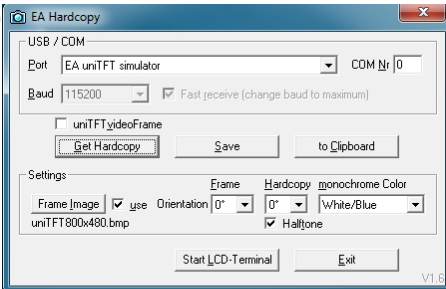 EA Hardcopy
USB / COM
Port EA uniTFT simulator COM Nr 0
Baud 115200 Fast receive (change baud to maximum)
uniTFTvideoFrame
Get Hardcopy Save to Clipboard
Settings
Frame Hardcopy monochrome Color
Frame Image use Orientation 0° 0° White/Blue
uniTFT800x480.bmp Halftone
Start LCD-Terminal Exit
V1,6